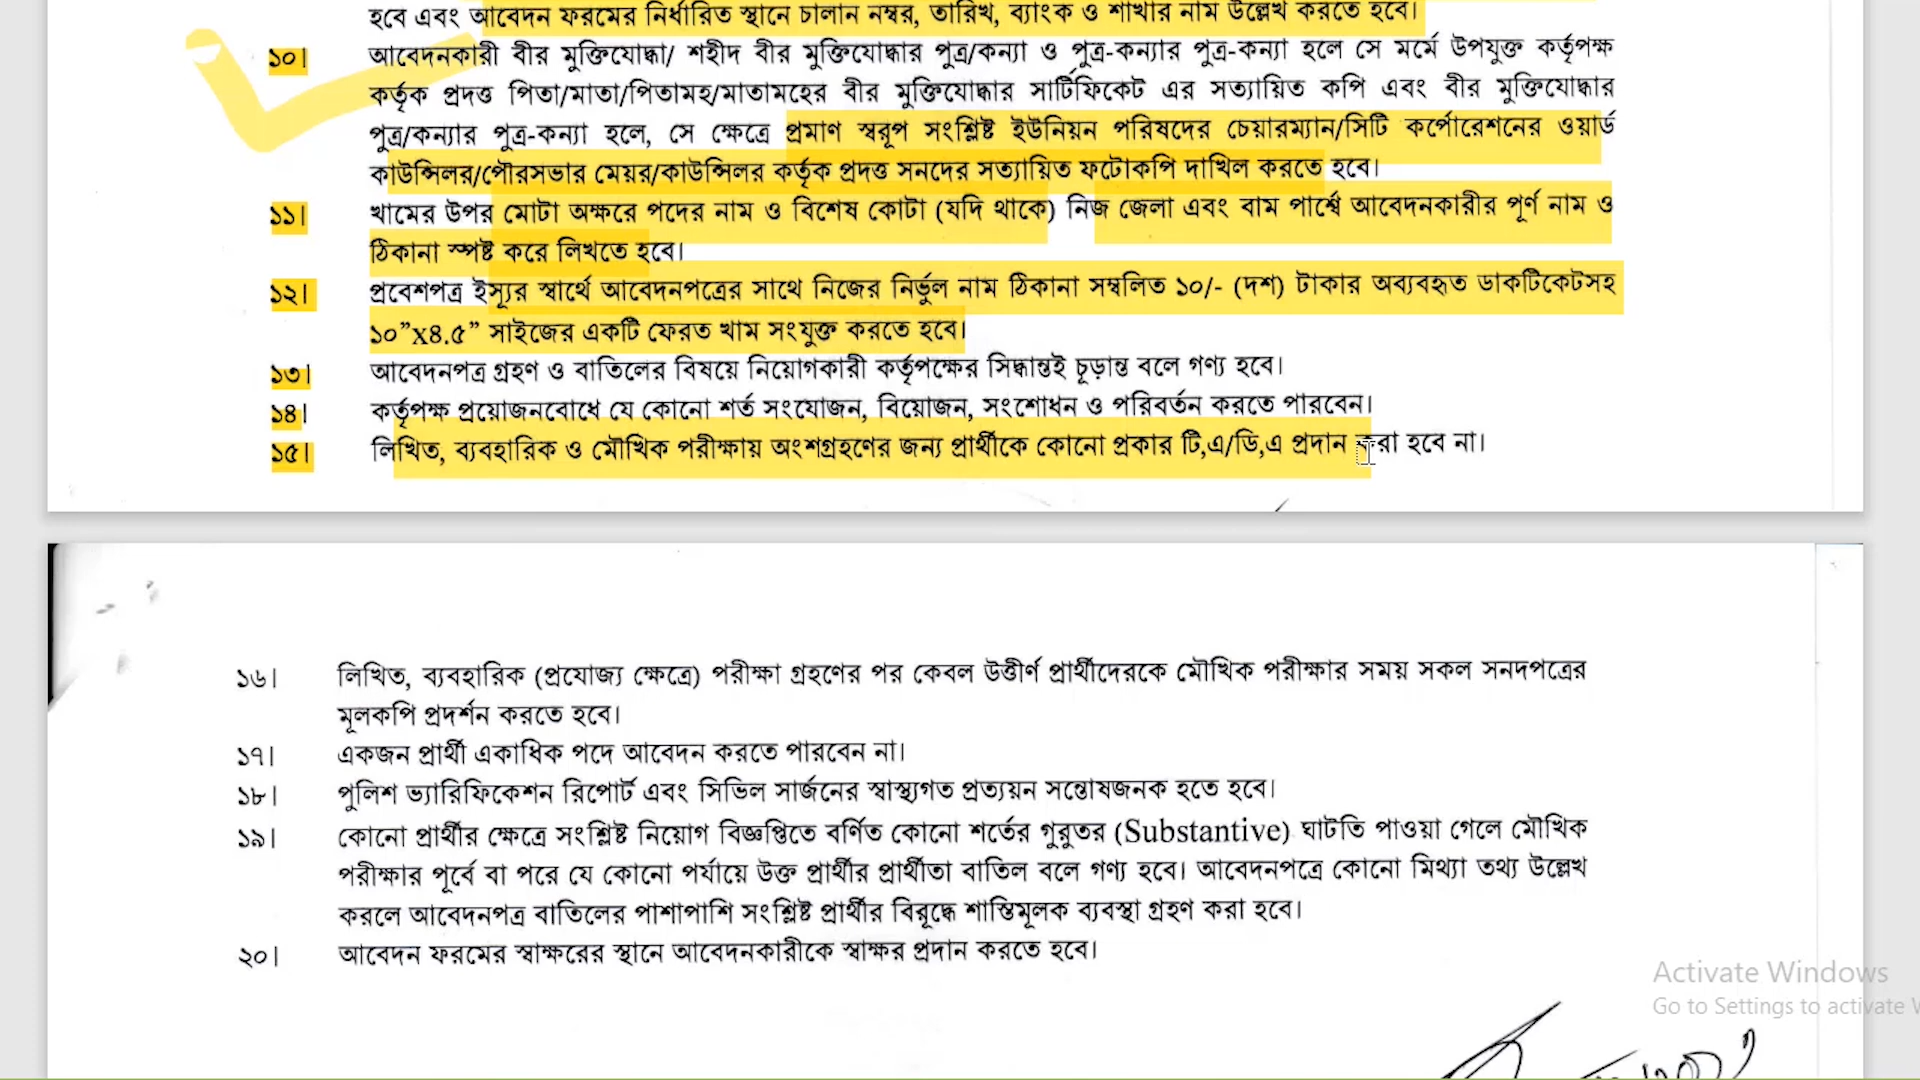 হবে এবং আবেদন ফরমের নির্ধারিত স্থানে চালান নম্বর, তারিখ, ব্যাংক ও শাখার নাম উল্লেখ করতে হবে।
১০। আবেদনকারী বীর মুক্তিযোদ্ধা/ শহীদ বীর মুক্তিযোদ্ধার পুত্র/কন্যা ও পুত্র-কন্যার পুত্র-কন্যা হলে সে মর্মে উপযুক্ত কর্তৃপক্ষ
কর্তৃক প্রদত্ত পিতা/মাতা/পিতামহ/মাতামহের বীর মুক্তিযোদ্ধার সার্টিফিকেট এর সত্যায়িত কপি এবং বীর মুক্তিযোদ্ধার
পুত্র/কন্যার পুত্র-কন্যা হলে, সে ক্ষেত্রে প্রমাণ স্বরূপ সংশ্লিষ্ট ইউনিয়ন পরিষদের চেয়ারম্যান/সিটি কর্পোরেশনের ওয়ার্ড
কাউন্সিলর/পৌরসভার মেয়র/কাউন্সিলর কর্তৃক প্রদত্ত সনদের সত্যায়িত ফটোকপি দাখিল করতে হবে।
১১। খামের উপর মোটা অক্ষরে পদের নাম ও বিশেষ কোটা (যদি থাকে) নিজ জেলা এবং বাম পার্শ্বে আবেদনকারীর পূর্ণ নাম ও
ঠিকানা স্পষ্ট করে লিখতে হবে।
১২। প্রবেশপত্র ইস্যূর স্বার্থে আবেদনপত্রের সাথে নিজের নির্ভুল নাম ঠিকানা সম্বলিত ১০/- (দশ) টাকার অব্যবহৃত ডাকটিকেটসহ
১০”x৪.৫” সাইজের একটি ফেরত খাম সংযুক্ত করতে হবে।
১৩। আবেদনপত্র গ্রহণ ও বাতিলের বিষয়ে নিয়োগকারী কর্তৃপক্ষের সিদ্ধান্তই চূড়ান্ত বলে গণ্য হবে।
১৪। কর্তৃপক্ষ প্রয়োজনবোধে যে কোনো শর্ত সংযোজন, বিয়োজন, সংশোধন ও পরিবর্তন করতে পারবেন।
১৫। লিখিত, ব্যবহারিক ও মৌখিক পরীক্ষায় অংশগ্রহণের জন্য প্রার্থীকে কোনো প্রকার টি,এ/ডি,এ প্রদান করা হবে না।
১৬। লিখিত, ব্যবহারিক (প্রযোজ্য ক্ষেত্রে) পরীক্ষা গ্রহণের পর কেবল উত্তীর্ণ প্রার্থীদেরকে মৌখিক পরীক্ষার সময় সকল সনদপত্রের
মূলকপি প্রদর্শন করতে হবে।
১৭। একজন প্রার্থী একাধিক পদে আবেদন করতে পারবেন না।
১৮। পুলিশ ভ্যারিফিকেশন রিপোর্ট এবং সিভিল সার্জনের স্বাস্থ্যগত প্রত্যয়ন সন্তোষজনক হতে হবে।
১৯। কোনো প্রার্থীর ক্ষেত্রে সংশ্লিষ্ট নিয়োগ বিজ্ঞপ্তিতে বর্ণিত কোনো শর্তের গুরুতর (Substantive) ঘাটতি পাওয়া গেলে মৌখিক
পরীক্ষার পূর্বে বা পরে যে কোনো পর্যায়ে উক্ত প্রার্থীর প্রার্থীতা বাতিল বলে গণ্য হবে। আবেদনপত্রে কোনো মিথ্যা তথ্য উল্লেখ
করলে আবেদনপত্র বাতিলের পাশাপাশি সংশ্লিষ্ট প্রার্থীর বিরূদ্ধে শাস্তিমূলক ব্যবস্থা গ্রহণ করা হবে।
২০। আবেদন ফরমের স্বাক্ষরের স্থানে আবেদনকারীকে স্বাক্ষর প্রদান করতে হবে।
Activate Windows
Go to Settings to activate